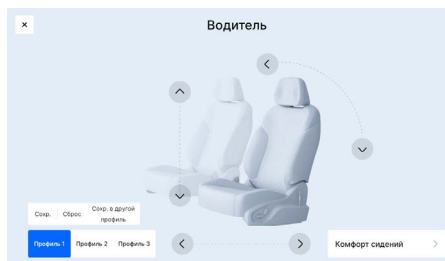 Водитель
Сохр.
Сброс
Сохр. в другой
профиль
Профиль 1
Профиль 2
Профиль 3
Комфорт сидений